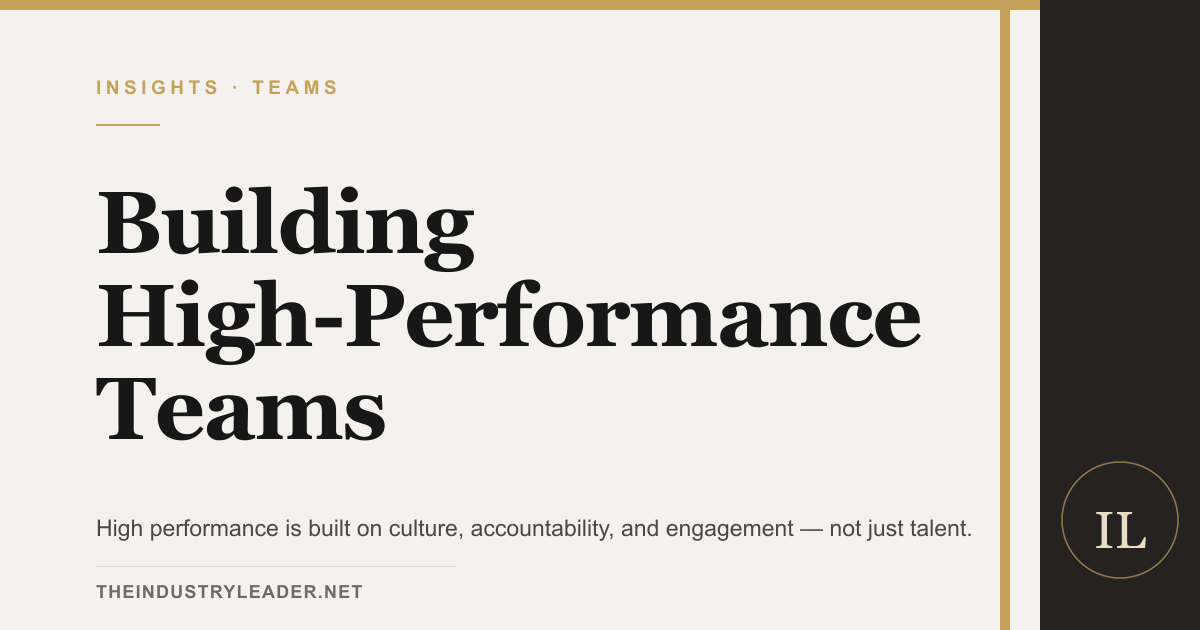 INSIGHTS · TEAMS
Building
High-Performance
Teams
High performance is built on culture, accountability, and engagement — not just talent.
THEINDUSTRYLEADER.NET
IL